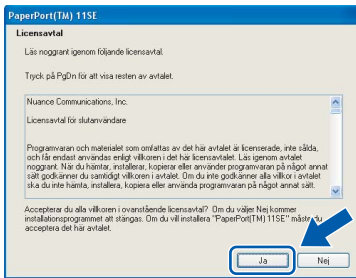 PaperPort(TM) 11SE
Licensavtal
Läs noggrant igenom följande licensavtal.
Tryck på PgDn för att visa resten av avtalet.
Nuance Communications, Inc.
Licensavtal för slutanvändare
Programvaran och materialet som omfattas av det här avtalet är licenserade, inte sålda,
och får endast användas enligt villkoren i det här licensavtalet. Läs igenom avtalet
noggrant. När du hämtar, installerar, kopierar eller använder programvaran på något annat
sätt godkänner du samtidigt villkoren i avtalet. Om du inte godkänner alla villkor i avtalet
ska du inte hämta, installera, kopiera eller använda programvaran på något annat sätt.
Accepterar du alla villkoren i ovanstående licensavtal? Om du väljer Nej kommer
installationsprogrammet att stängas. Om du vill installera "PaperPort(TM) 11SE" måste du
acceptera det här avtalet.
Ja
Nej